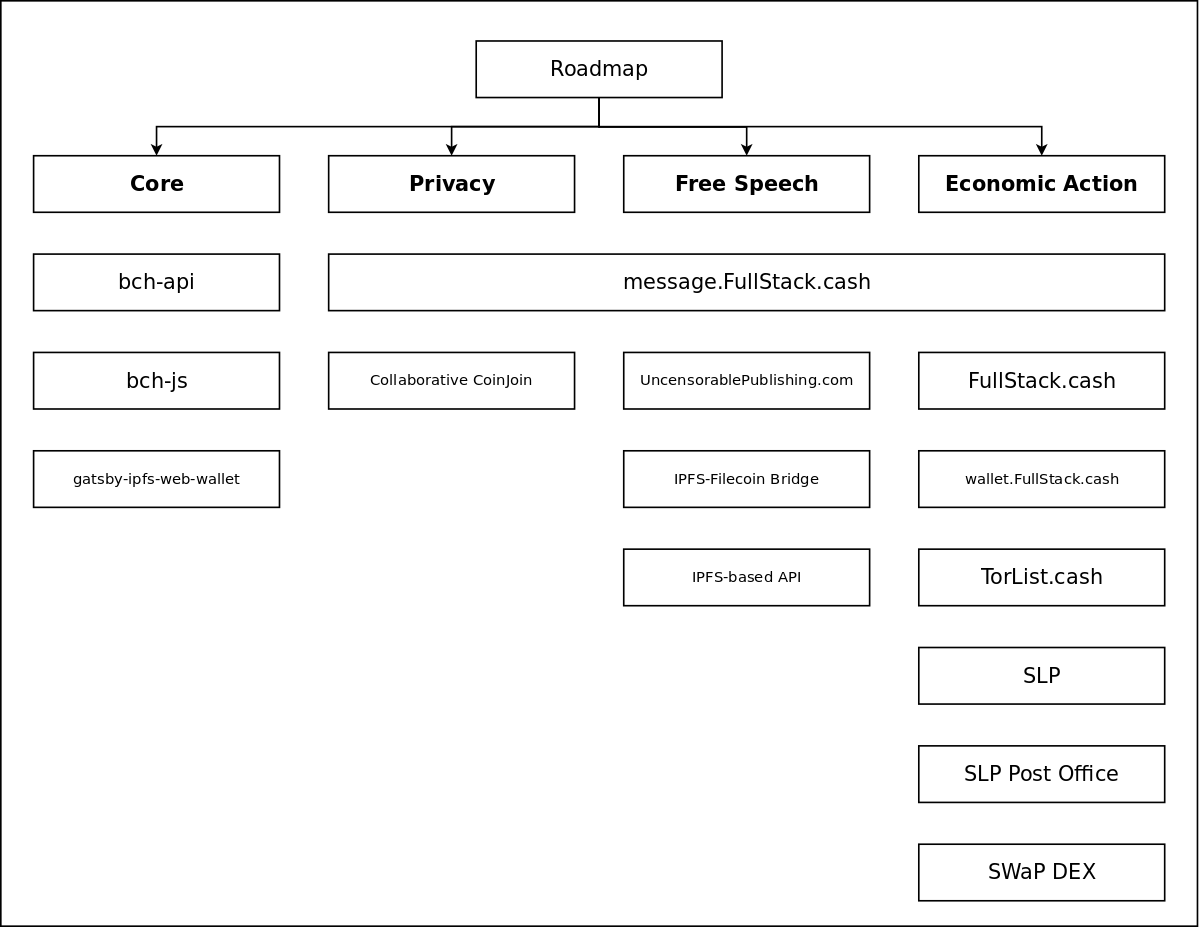 Roadmap
Core
Privacy
Free Speech
Economic Action
bch-api
message.FullStack.cash
bch-js
Collaborative CoinJoin
UncensorablePublishing.com
FullStack.cash
gatsby-ipfs-web-wallet
IPFS-Filecoin Bridge
wallet.FullStack.cash
IPFS-based API
TorList.cash
SLP
SLP Post Office
SWaP DEX